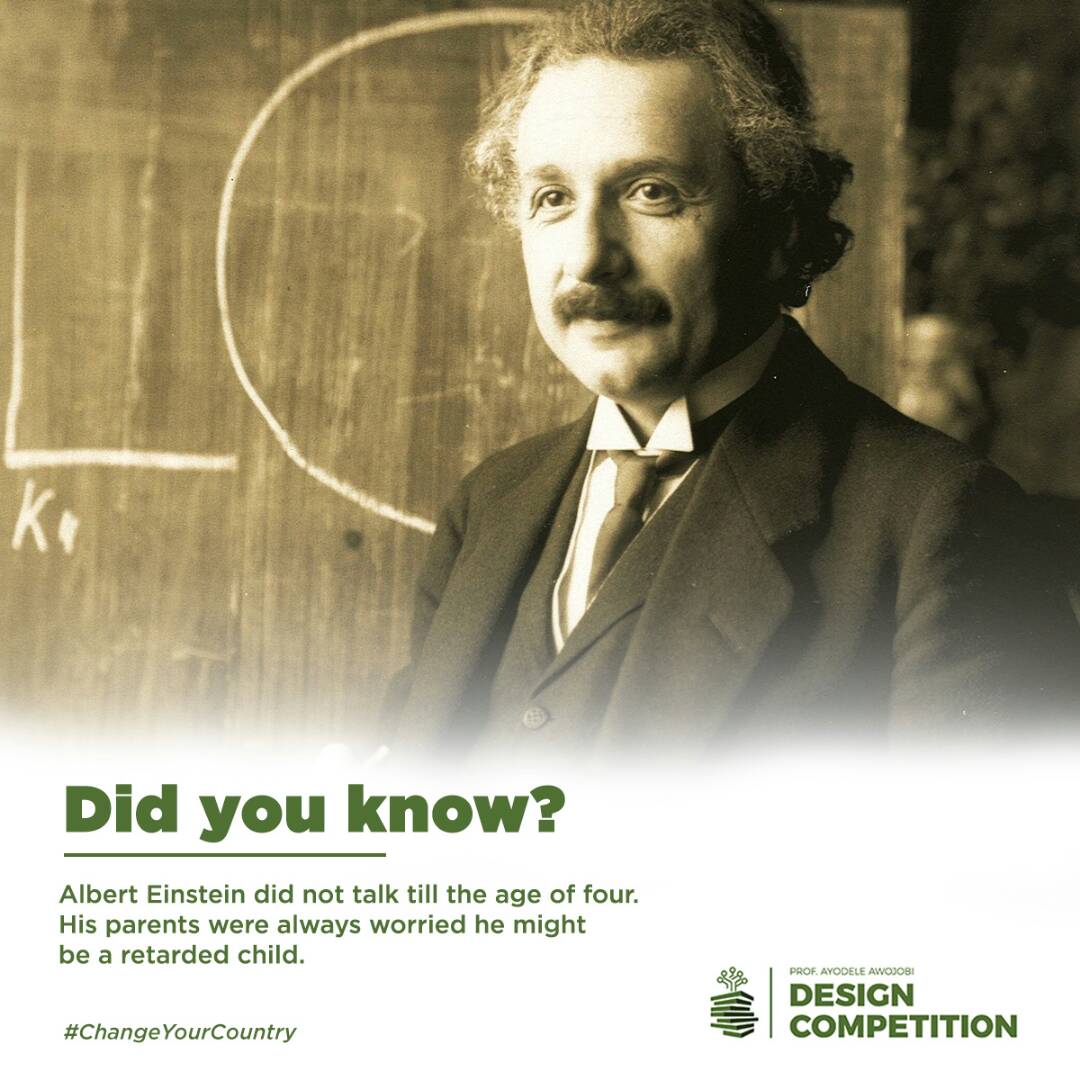 K
Did you know?
Albert Einstein did not talk till the age of four.
His parents were always worried he might
be a retarded child.
#ChangeYourCountry
PROF. AYODELE AWOJOBI
DESIGN
COMPETITION